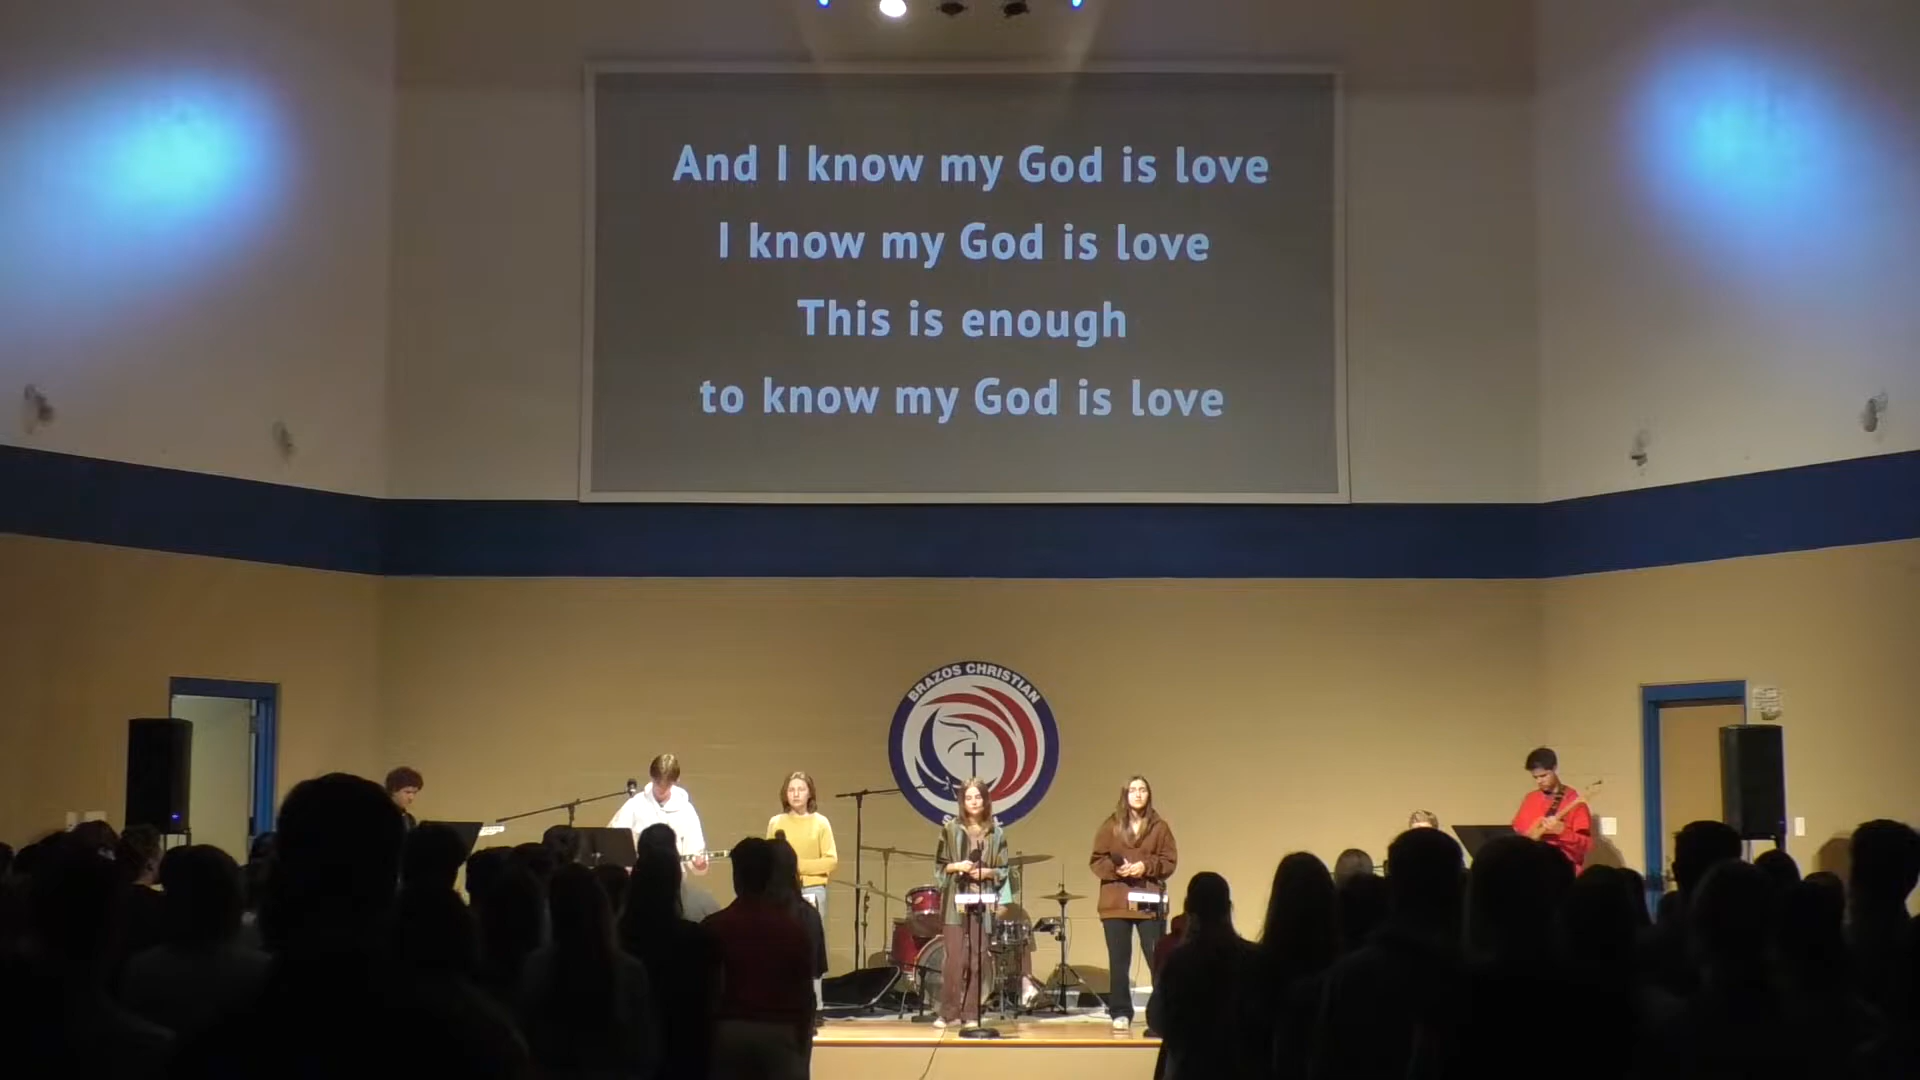 And I know my God is love
I know my God is love
This is enough
to know my God is love
BRAZOS CHRISTIAN